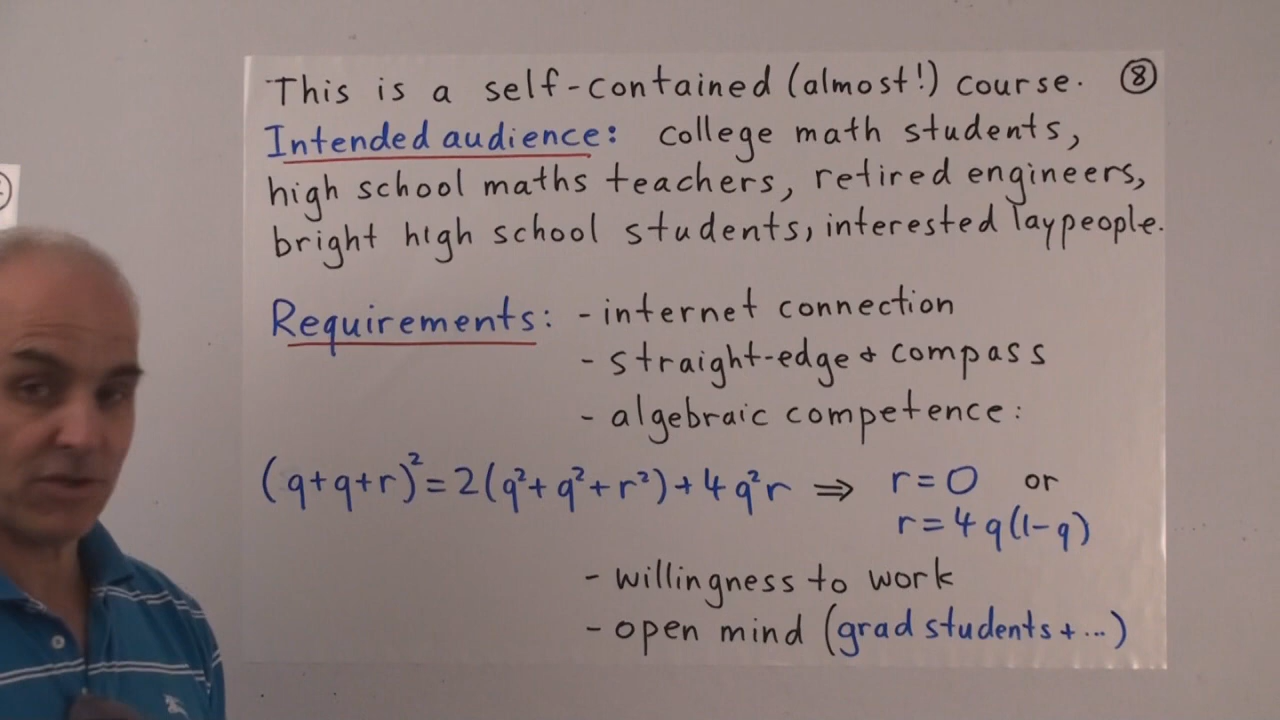 This is a self-contained (almost!) course. ⑧
Intended audience: college math students,
high school maths teachers, retired engineers,
bright high school students, interested laypeople.
Requirements: - internet connection
- straight-edge & compass
- algebraic competence:
(q+q+r)²=2(q²+q²+r²)+4q²r ⇒ r=0 or
r=4q(1-q)
- willingness to work
- open mind (grad students + ...)